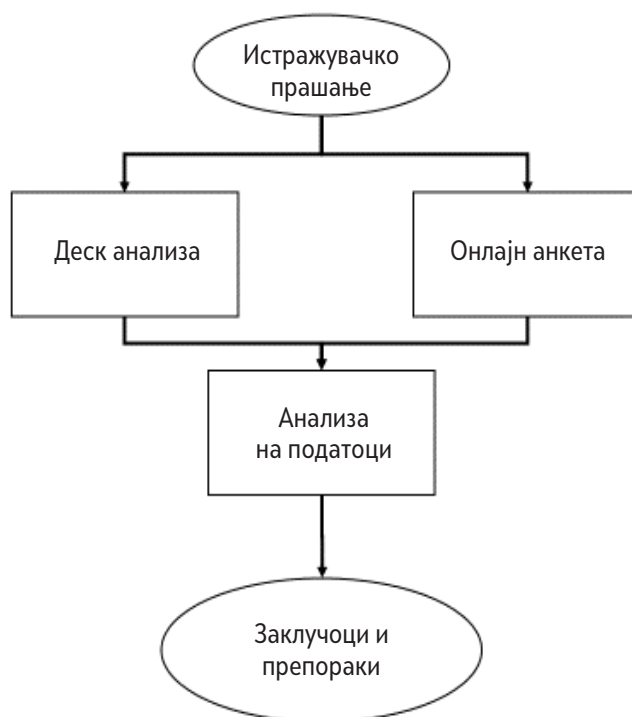 Истражувачко
прашање
Деск анализа
Онлајн анкета
Анализа
на податоци
Заклучоци и
препораки